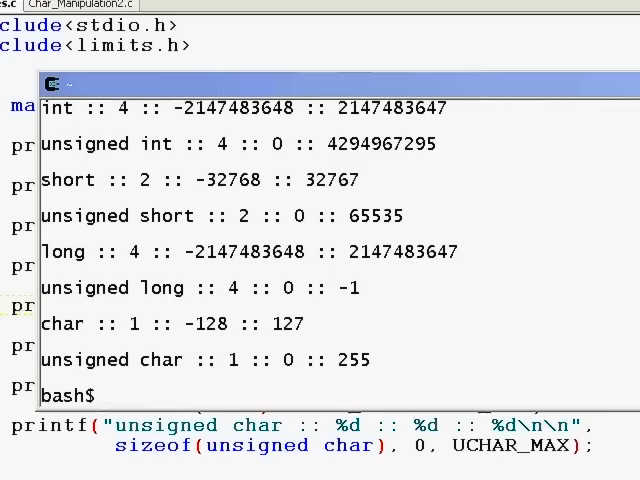 es.c Char_Manipulation2.c
clude<stdio.h>
clude<limits.h>
~
ma
int :: 4 :: -2147483648 :: 2147483647
pr
unsigned int :: 4 :: 0 :: 4294967295
pr
short :: 2 :: -32768 :: 32767
pr
unsigned short :: 2 :: 0 :: 65535
pr
long :: 4 :: -2147483648 :: 2147483647
unsigned long :: 4 :: 0 :: -1
pr
char :: 1 :: -128 :: 127
pr
unsigned char :: 1 :: 0 :: 255
pr
bash$
printf("unsigned char :: %d :: %d :: %d\n\n",
sizeof(unsigned char), 0, UCHAR_MAX);